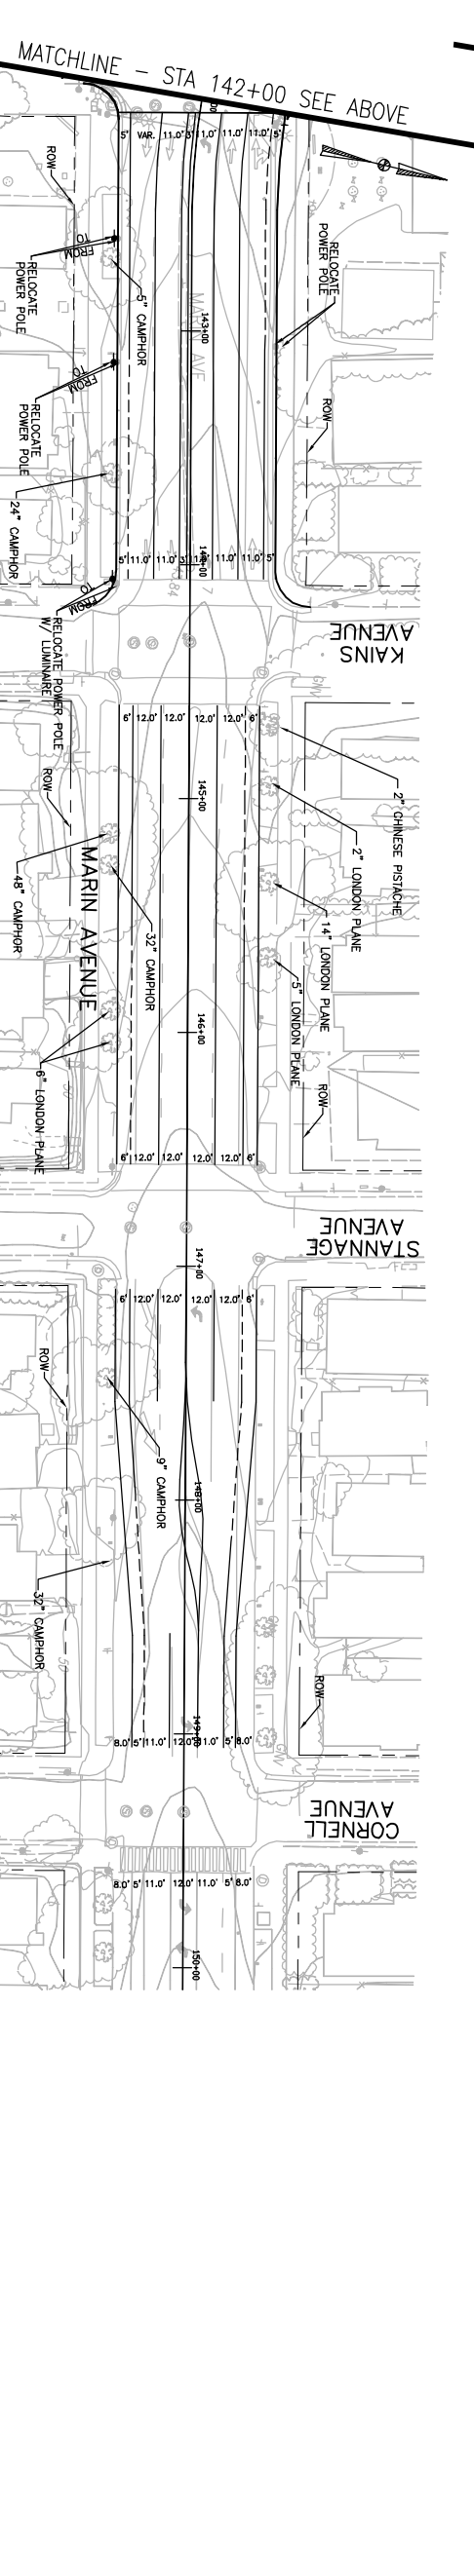 MATCHLINE - STA 142+00 SEE ABOVE
5' VAR. 11.0' 3' 11.0' 11.0' 11.0' 5'
ROW
TO
FROM
RELOCATE
POWER POLE
5" CAMPHOR
MARIN AVE
143+00
RELOCATE
POWER POLE
ROW
TO
FROM
RELOCATE
POWER POLE
24" CAMPHOR
5' 11.0' 11.0' 3' 11.0' 11.0' 5'
144+00
84
TO
FROM
RELOCATE POWER POLE
W/ LUMINAIRE
KAINS
AVENUE
6' 12.0' 12.0' 12.0' 12.0' 6'
ROW
145+00
2" CHINESE PISTACHE
2" LONDON PLANE
14" LONDON PLANE
5" LONDON PLANE
48" CAMPHOR
MARIN AVENUE
32" CAMPHOR
146+00
6" LONDON PLANE
50
ROW
6' 12.0' 12.0' 12.0' 12.0' 6'
STANNAGE
AVENUE
147+00
6' 12.0' 12.0' 12.0' 12.0' 6'
ROW
9" CAMPHOR
148+00
32" CAMPHOR
50
ROW
149+00
8.0' 5' 11.0' 12.0' 11.0' 5' 8.0'
CORNELL
AVENUE
8.0' 5' 11.0' 12.0' 11.0' 5' 8.0'
150+00